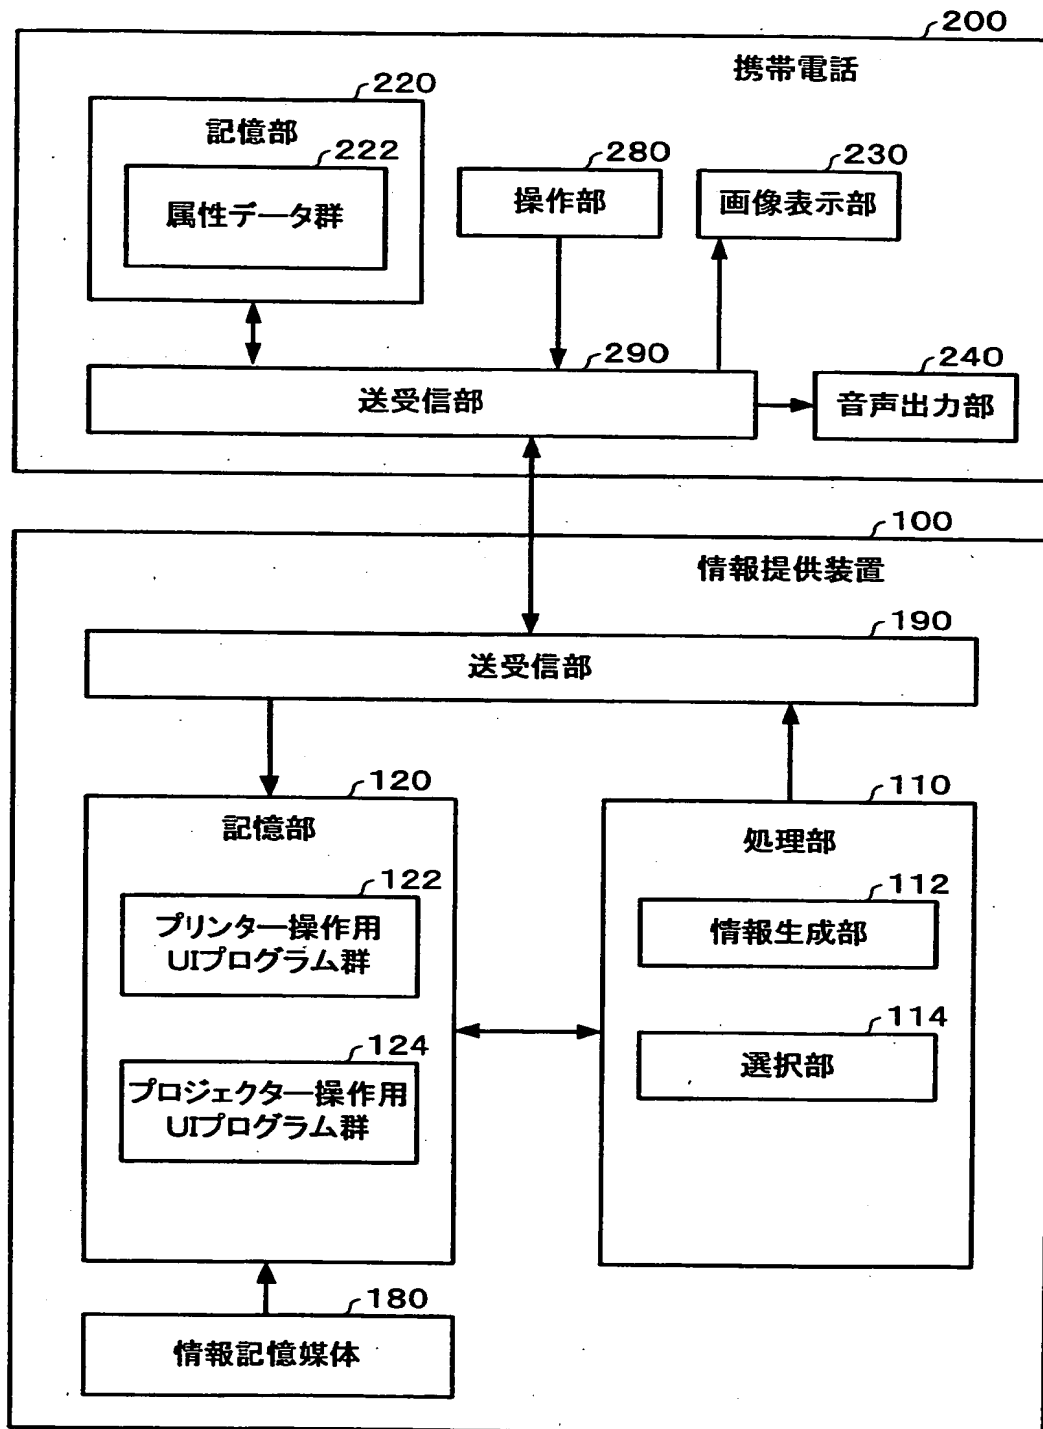 200
携帯電話
220
記憶部
222
属性データ群
280
操作部
230
画像表示部
290
送受信部
240
音声出力部
100
情報提供装置
190
送受信部
120
記憶部
122
プリンター操作用
UIプログラム群
124
プロジェクター操作用
UIプログラム群
110
処理部
112
情報生成部
114
選択部
180
情報記憶媒体